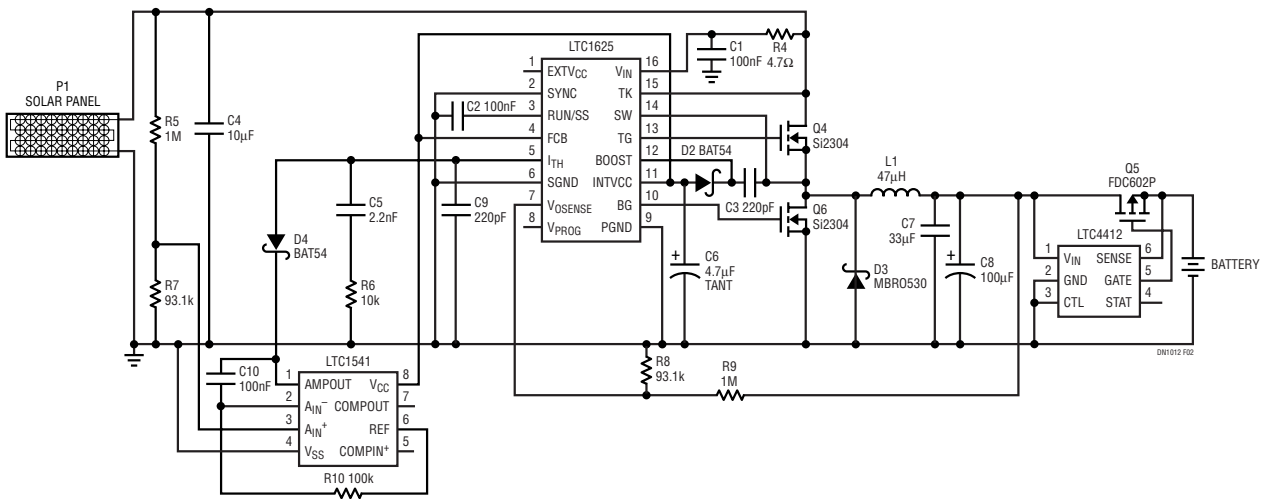 P1
SOLAR PANEL
R5
1M
C4
10µF
R7
93.1k
D4
BAT54
C5
2.2nF
R6
10k
C9
220pF
C2 100nF
LTC1625
1 EXTVCC VIN 16
2 SYNC TK 15
3 RUN/SS SW 14
4 FCB TG 13
5 ITH BOOST 12
6 SGND INTVCC 11
7 VOSENSE BG 10
8 VPROG PGND 9
C1
100nF
R4
4.7Ω
D2 BAT54
C3 220pF
Q4
Si2304
Q6
Si2304
+
C6
4.7µF
TANT
D3
MBRO530
L1
47µH
C7
33µF
+
C8
100µF
Q5
FDC602P
LTC4412
1 VIN SENSE 6
2 GND GATE 5
3 CTL STAT 4
BATTERY
DN1012 F02
R8
93.1k
R9
1M
C10
100nF
LTC1541
1 AMPOUT VCC 8
2 AIN– COMPOUT 7
3 AIN+ REF 6
4 VSS COMPIN+ 5
R10 100k